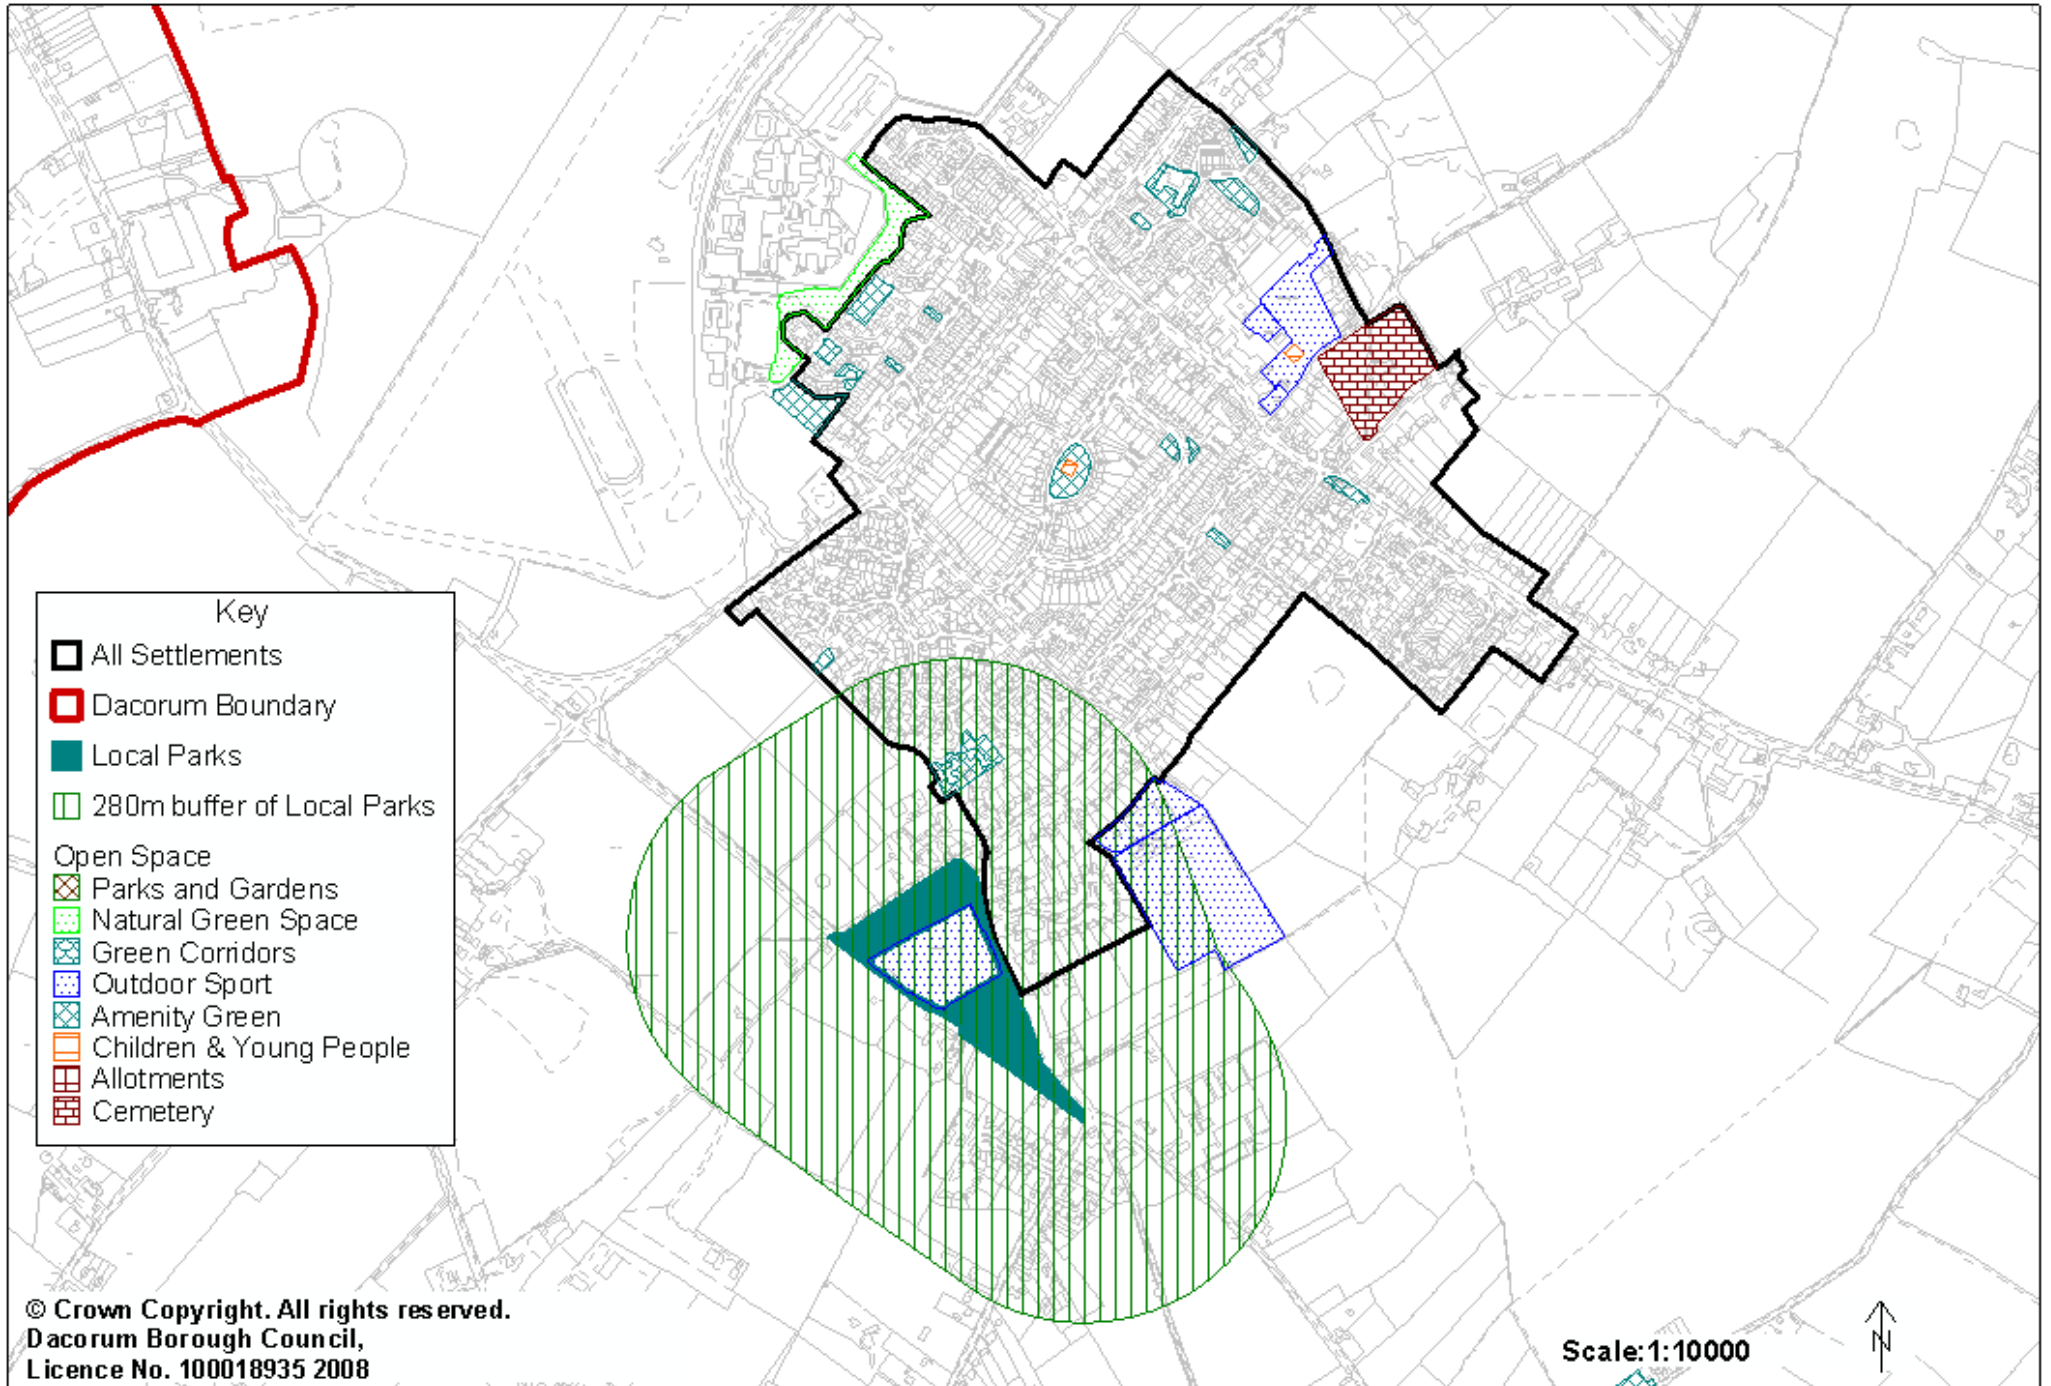 Key
All Settlements
Dacorum Boundary
Local Parks
280m buffer of Local Parks
Open Space
Parks and Gardens
Natural Green Space
Green Corridors
Outdoor Sport
Amenity Green
Children & Young People
Allotments
Cemetery
© Crown Copyright. All rights reserved.
Dacorum Borough Council,
Licence No. 100018935 2008
Scale:1:10000
N